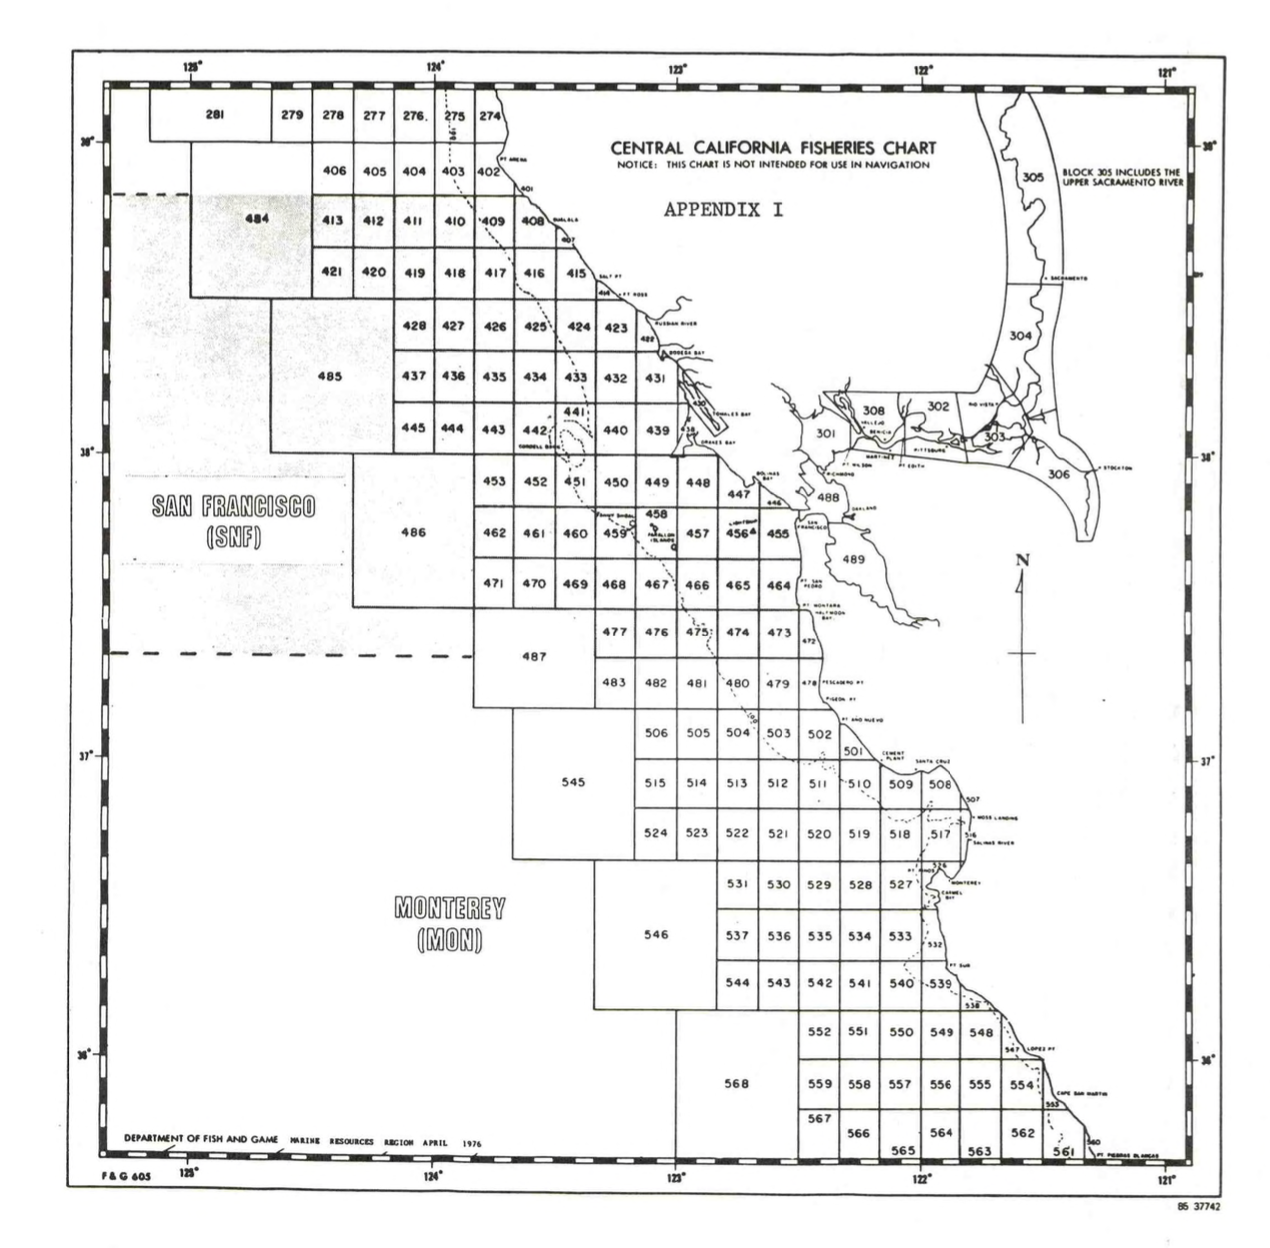 125° 124° 123° 122° 121°
281 279 278 277 276. 275 274
CENTRAL CALIFORNIA FISHERIES CHART
NOTICE: THIS CHART IS NOT INTENDED FOR USE IN NAVIGATION
APPENDIX I
39° 39°
PT ARENA
406 405 404 403 402
401
305
BLOCK 305 INCLUDES THE
UPPER SACRAMENTO RIVER
484 413 412 411 410 409 408
GUALALA
407
421 420 419 418 417 416 415
SALT PT
414 FT ROSS
SACRAMENTO
428 427 426 425 424 423
RUSSIAN RIVER
422
304
BODEGA BAY
485 437 436 435 434 433 432 431
430
TOMALES BAY
441
445 444 443 442 440 439 438
CORDELL BANK
DRAKES BAY
308 302
RIO VISTA
VALLEJO
BENICIA
301 303
PITTSBURG
MARTINEZ
PT WILSON PT EDITH
306
STOCKTON
38° 38°
453 452 451 450 449 448
BOLINAS
BAY
RICHMOND
447
446
488
OAKLAND
SAN FRANCISCO
(SNF)
458
FANNY SHOAL
486 462 461 460 459 457 456 455
FARALLON
ISLANDS
LIGHTSHIP
SAN
FRANCISCO
489
N
471 470 469 468 467 466 465 464
PT SAN
PEDRO
PT MONTARA
HALFMOON
BAY
487 477 476 475 474 473 472
483 482 481 480 479 478
PESCADERO PT
PIGEON PT
100
PT ANO NUEVO
506 505 504 503 502
501
CEMENT
PLANT
SANTA CRUZ
37° 37°
545 515 514 513 512 511 510 509 508
507
MOSS LANDING
524 523 522 521 520 519 518 517 516
SALINAS RIVER
526
PT PINOS
MONTEREY
531 530 529 528 527
CARMEL
BAY
MONTEREY
(MON)
546 537 536 535 534 533
532
PT SUR
544 543 542 541 540 539
538
552 551 550 549 548
547 LOPEZ PT
36° 36°
568 559 558 557 556 555 554
CAPE SAN MARTIN
553
567 566 565 564 563 562 561 560
PT PIEDRAS BLANCAS
DEPARTMENT OF FISH AND GAME MARINE RESOURCES REGION APRIL 1976
125° 124° 123° 122° 121°
F & G 605
85 37742